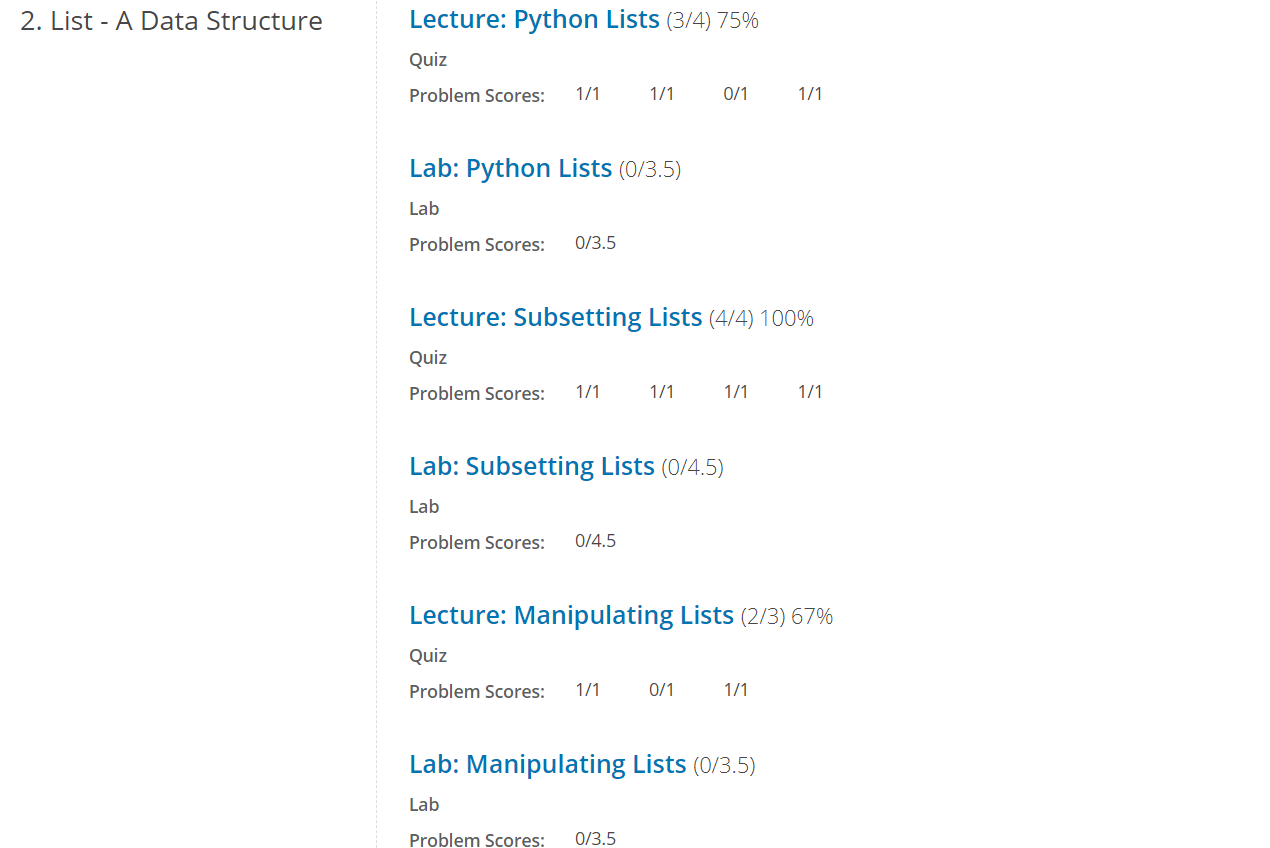 2. List - A Data Structure
Lecture: Python Lists (3/4) 75%
Quiz
Problem Scores: 1/1 1/1 0/1 1/1
Lab: Python Lists (0/3.5)
Lab
Problem Scores: 0/3.5
Lecture: Subsetting Lists (4/4) 100%
Quiz
Problem Scores: 1/1 1/1 1/1 1/1
Lab: Subsetting Lists (0/4.5)
Lab
Problem Scores: 0/4.5
Lecture: Manipulating Lists (2/3) 67%
Quiz
Problem Scores: 1/1 0/1 1/1
Lab: Manipulating Lists (0/3.5)
Lab
Problem Scores: 0/3.5